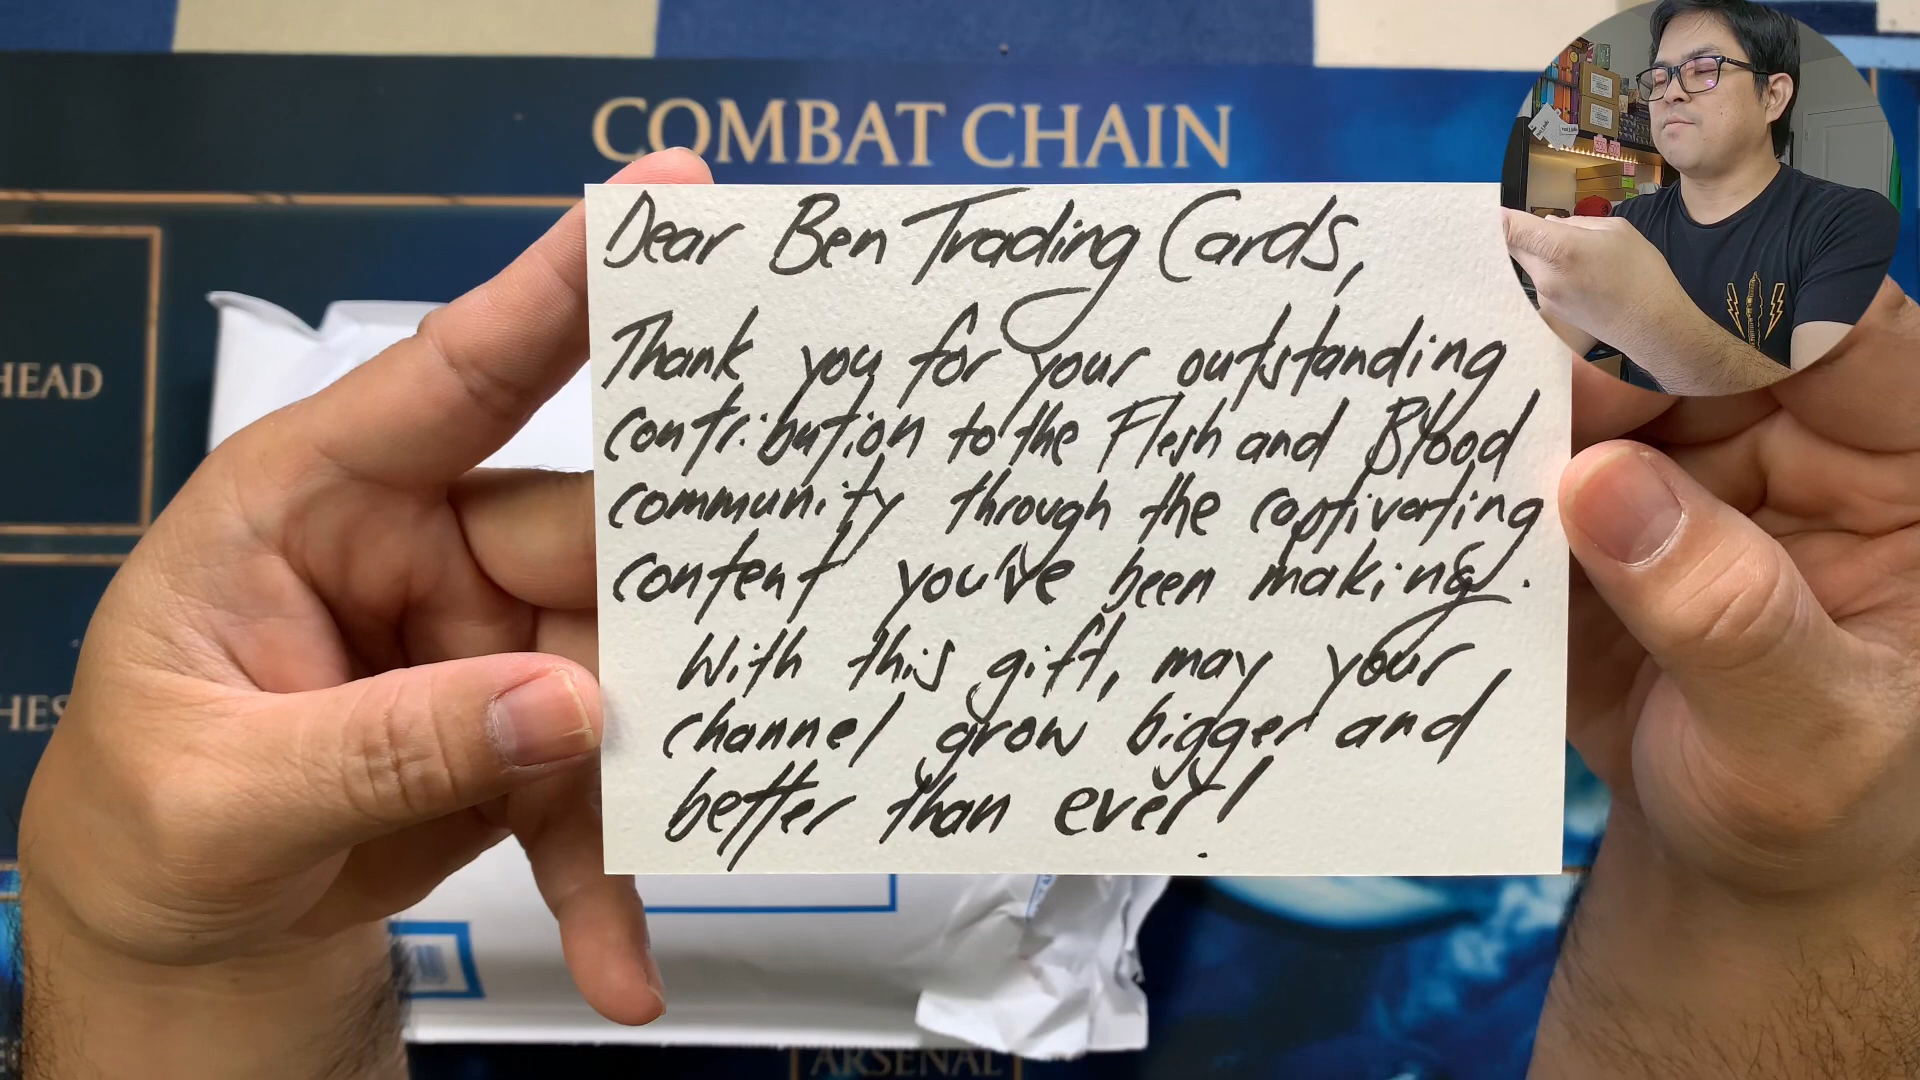 COMBAT CHAIN
Dear Ben Trading Cards,
Thank you for your outstanding
contribution to the Flesh and Blood
community through the captivating
content you've been making.
With this gift, may your
channel grow bigger and
better than ever!
HEAD
HES
ARSENAL